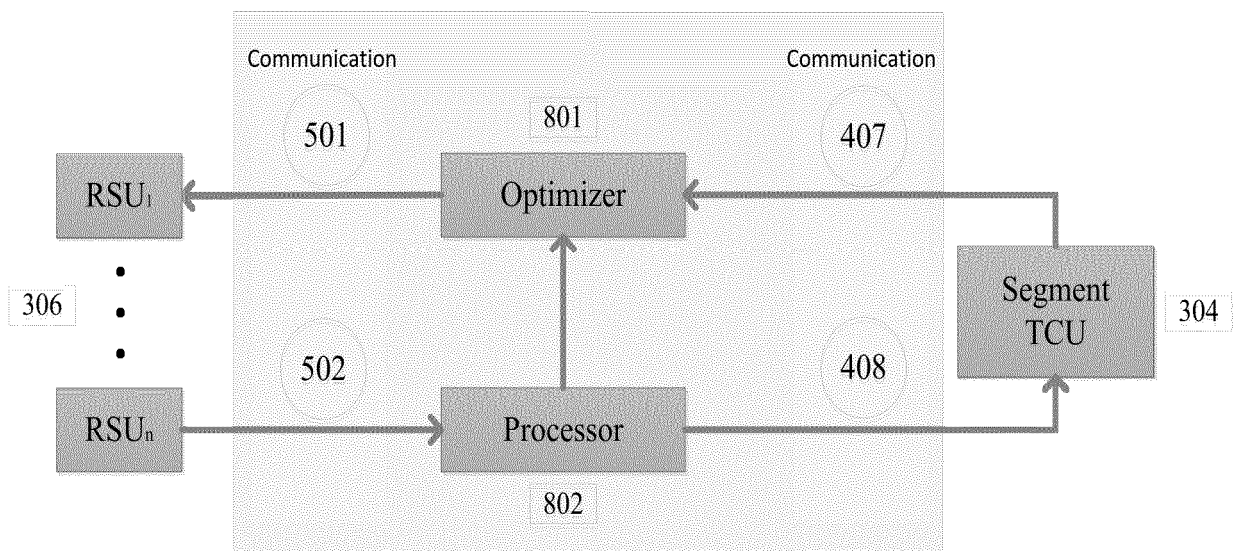 Communication
Communication
501
801
407
RSU₁
Optimizer
306
Segment
TCU
304
502
408
RSUₙ
Processor
802